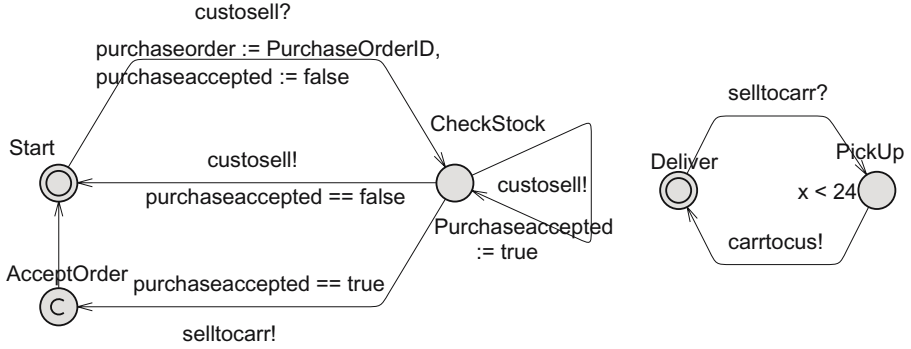 custosell?
purchaseorder := PurchaseOrderID,
purchaseaccepted := false
CheckStock
Start
custosell!
purchaseaccepted == false
custosell!
Purchaseaccepted
:= true
AcceptOrder
purchaseaccepted == true
C
selltocarr!
selltocarr?
Deliver
PickUp
x < 24
carrtocus!